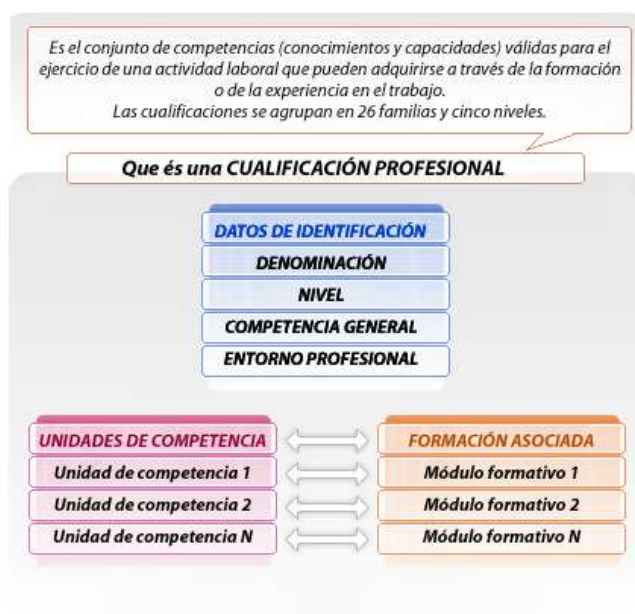 Es el conjunto de competencias (conocimientos y capacidades) válidas para el
ejercicio de una actividad laboral que pueden adquirirse a través de la formación
o de la experiencia en el trabajo.
Las cualificaciones se agrupan en 26 familias y cinco niveles.
Que és una CUALIFICACIÓN PROFESIONAL
DATOS DE IDENTIFICACIÓN
DENOMINACIÓN
NIVEL
COMPETENCIA GENERAL
ENTORNO PROFESIONAL
UNIDADES DE COMPETENCIA
Unidad de competencia 1
Unidad de competencia 2
Unidad de competencia N
FORMACIÓN ASOCIADA
Módulo formativo 1
Módulo formativo 2
Módulo formativo N